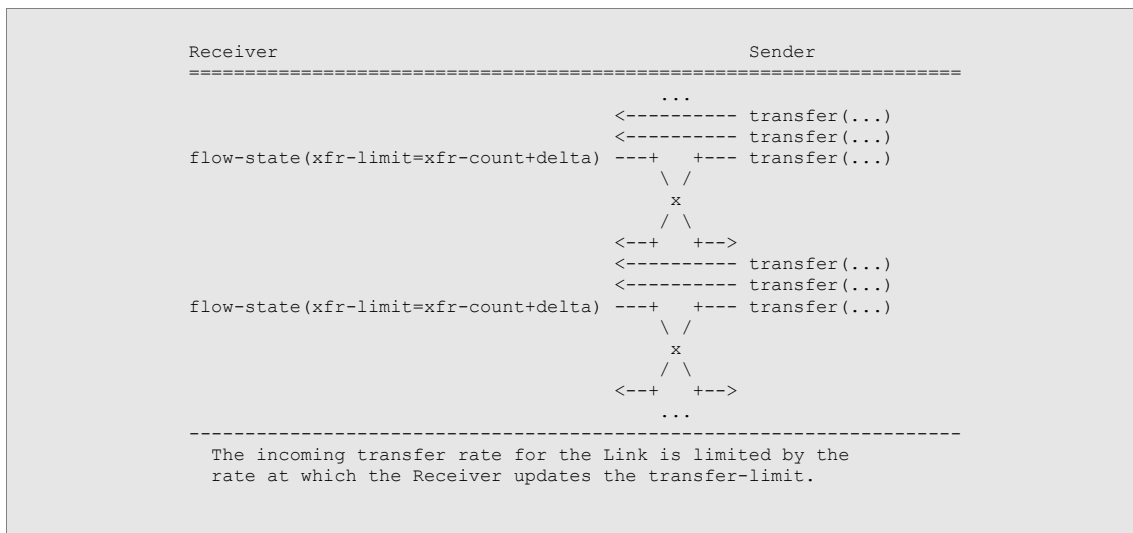 Receiver                                          Sender
=====================================================================
                                          ...
                                      <---------- transfer(...)
                                      <---------- transfer(...)
flow-state(xfr-limit=xfr-count+delta) ---+   +--- transfer(...)
                                          \ /
                                           x
                                          / \
                                      <--+   +-->
                                      <---------- transfer(...)
                                      <---------- transfer(...)
flow-state(xfr-limit=xfr-count+delta) ---+   +--- transfer(...)
                                          \ /
                                           x
                                          / \
                                      <--+   +-->
                                          ...
---------------------------------------------------------------------
  The incoming transfer rate for the Link is limited by the
  rate at which the Receiver updates the transfer-limit.